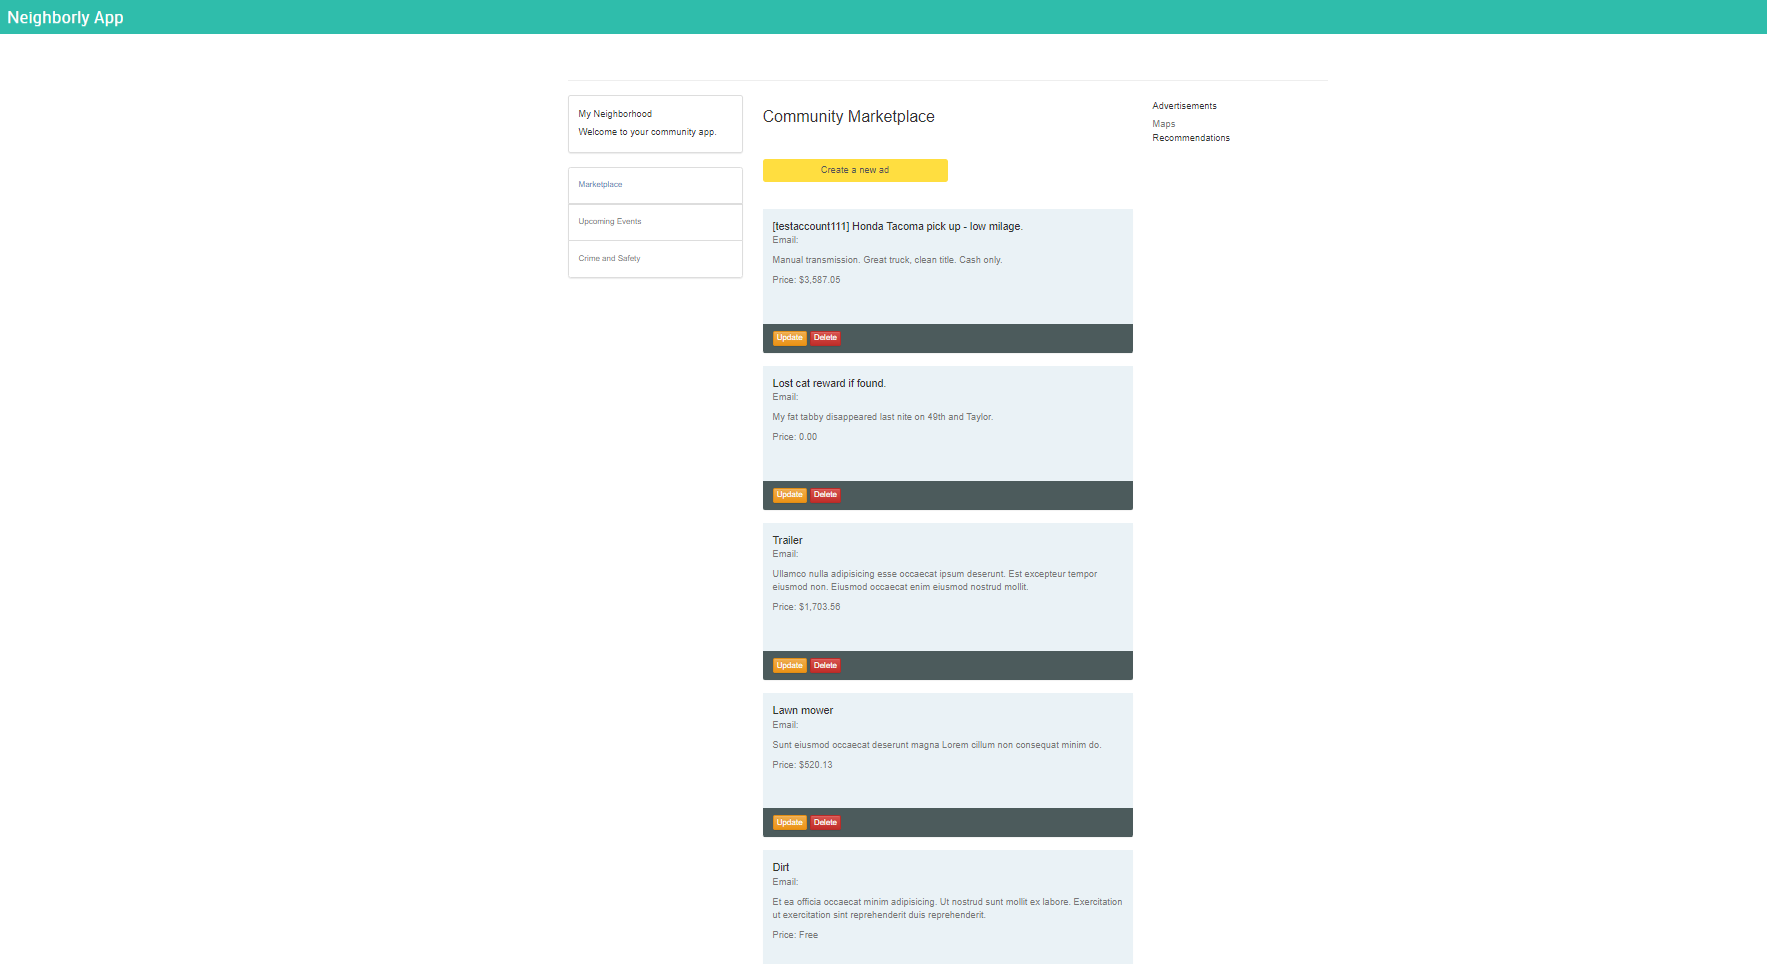 Neighborly App
My Neighborhood
Welcome to your community app.
Marketplace
Upcoming Events
Crime and Safety
Community Marketplace
Create a new ad
[testaccount111] Honda Tacoma pick up - low milage.
Email:
Manual transmission. Great truck, clean title. Cash only.
Price: $3,587.05
Update Delete
Lost cat reward if found.
Email:
My fat tabby disappeared last nite on 49th and Taylor.
Price: 0.00
Update Delete
Trailer
Email:
Ullamco nulla adipisicing esse occaecat ipsum deserunt. Est excepteur tempor
eiusmod non. Eiusmod occaecat enim eiusmod nostrud mollit.
Price: $1,703.56
Update Delete
Lawn mower
Email:
Sunt eiusmod occaecat deserunt magna Lorem cillum non consequat minim do.
Price: $520.13
Update Delete
Dirt
Email:
Et ea officia occaecat minim adipisicing. Ut nostrud sunt mollit ex labore. Exercitation
ut exercitation sint reprehenderit duis reprehenderit.
Price: Free
Advertisements
Maps
Recommendations